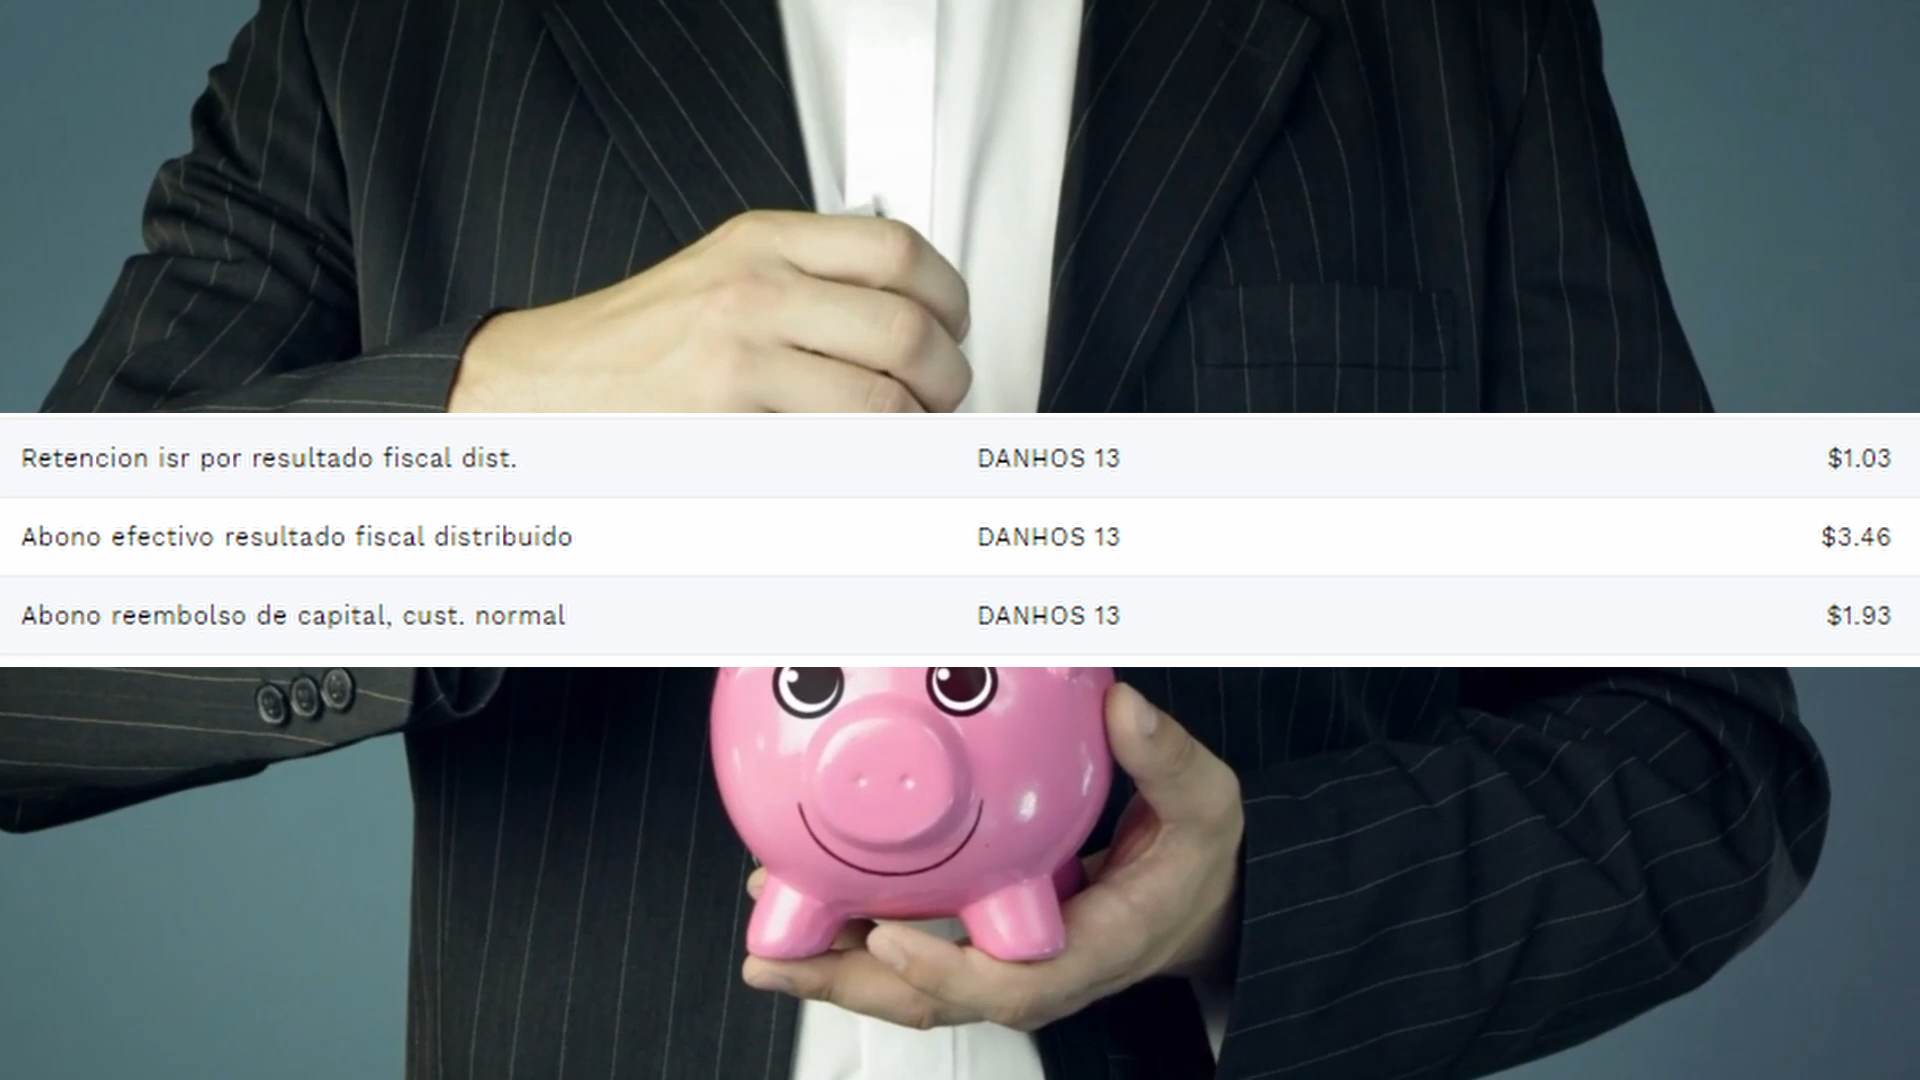 Retencion isr por resultado fiscal dist. DANHOS 13 $1.03
Abono efectivo resultado fiscal distribuido DANHOS 13 $3.46
Abono reembolso de capital, cust. normal DANHOS 13 $1.93